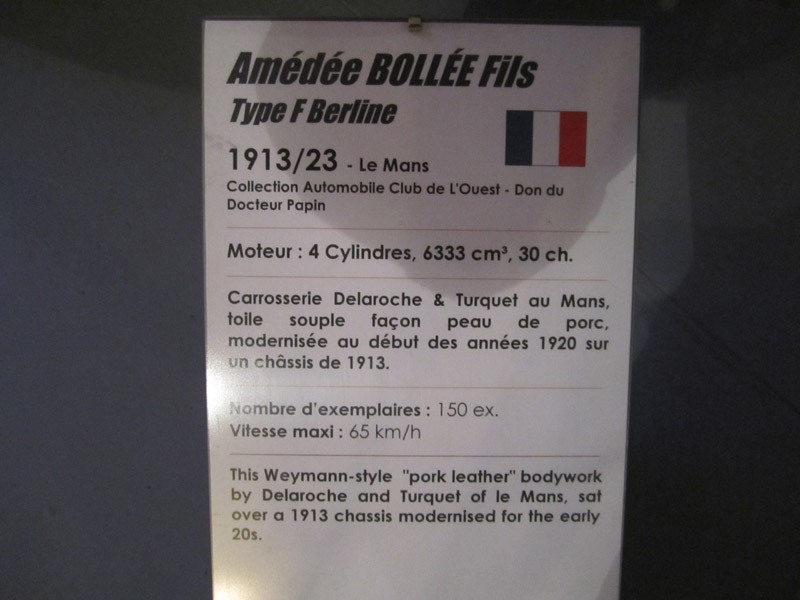 Amédée BOLLÉE Fils
Type F Berline
1913/23 - Le Mans
Collection Automobile Club de L'Ouest - Don du
Docteur Papin
Moteur : 4 Cylindres, 6333 cm³, 30 ch.
Carrosserie Delaroche & Turquet au Mans,
toile souple façon peau de porc,
modernisée au début des années 1920 sur
un châssis de 1913.
Nombre d'exemplaires : 150 ex.
Vitesse maxi : 65 km/h
This Weymann-style "pork leather" bodywork
by Delaroche and Turquet of le Mans, sat
over a 1913 chassis modernised for the early
20s.